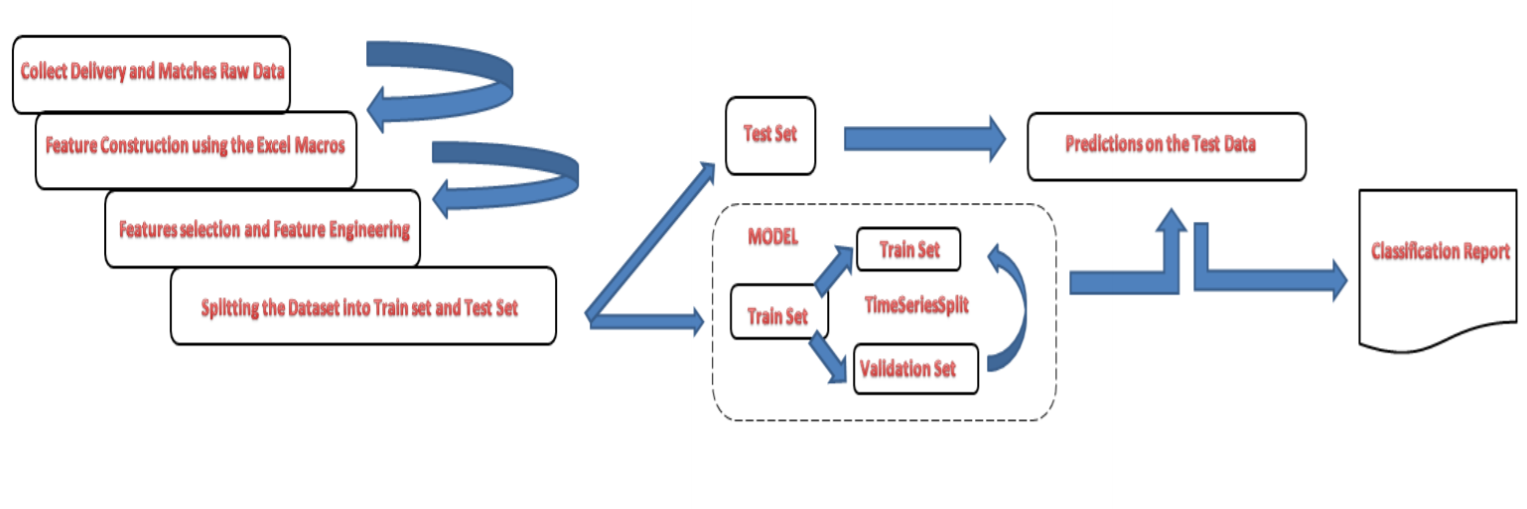 Collect Delivery and Matches Raw Data
Feature Construction using the Excel Macros
Features selection and Feature Engineering
Splitting the Dataset into Train set and Test Set
Test Set
Predictions on the Test Data
MODEL
Train Set
Train Set
TimeSeriesSplit
Validation Set
Classification Report